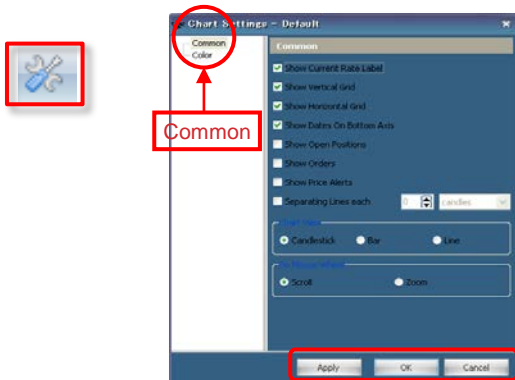 Chart Settings - Default
Common
Color
Common
Common
Show Current Rate Label
Show Vertical Grid
Show Horizontal Grid
Show Dates On Bottom Axis
Show Open Positions
Show Orders
Show Price Alerts
Separating Lines each 0 candles
Chart View
Candlestick Bar Line
Scroll Zoom
Apply OK Cancel